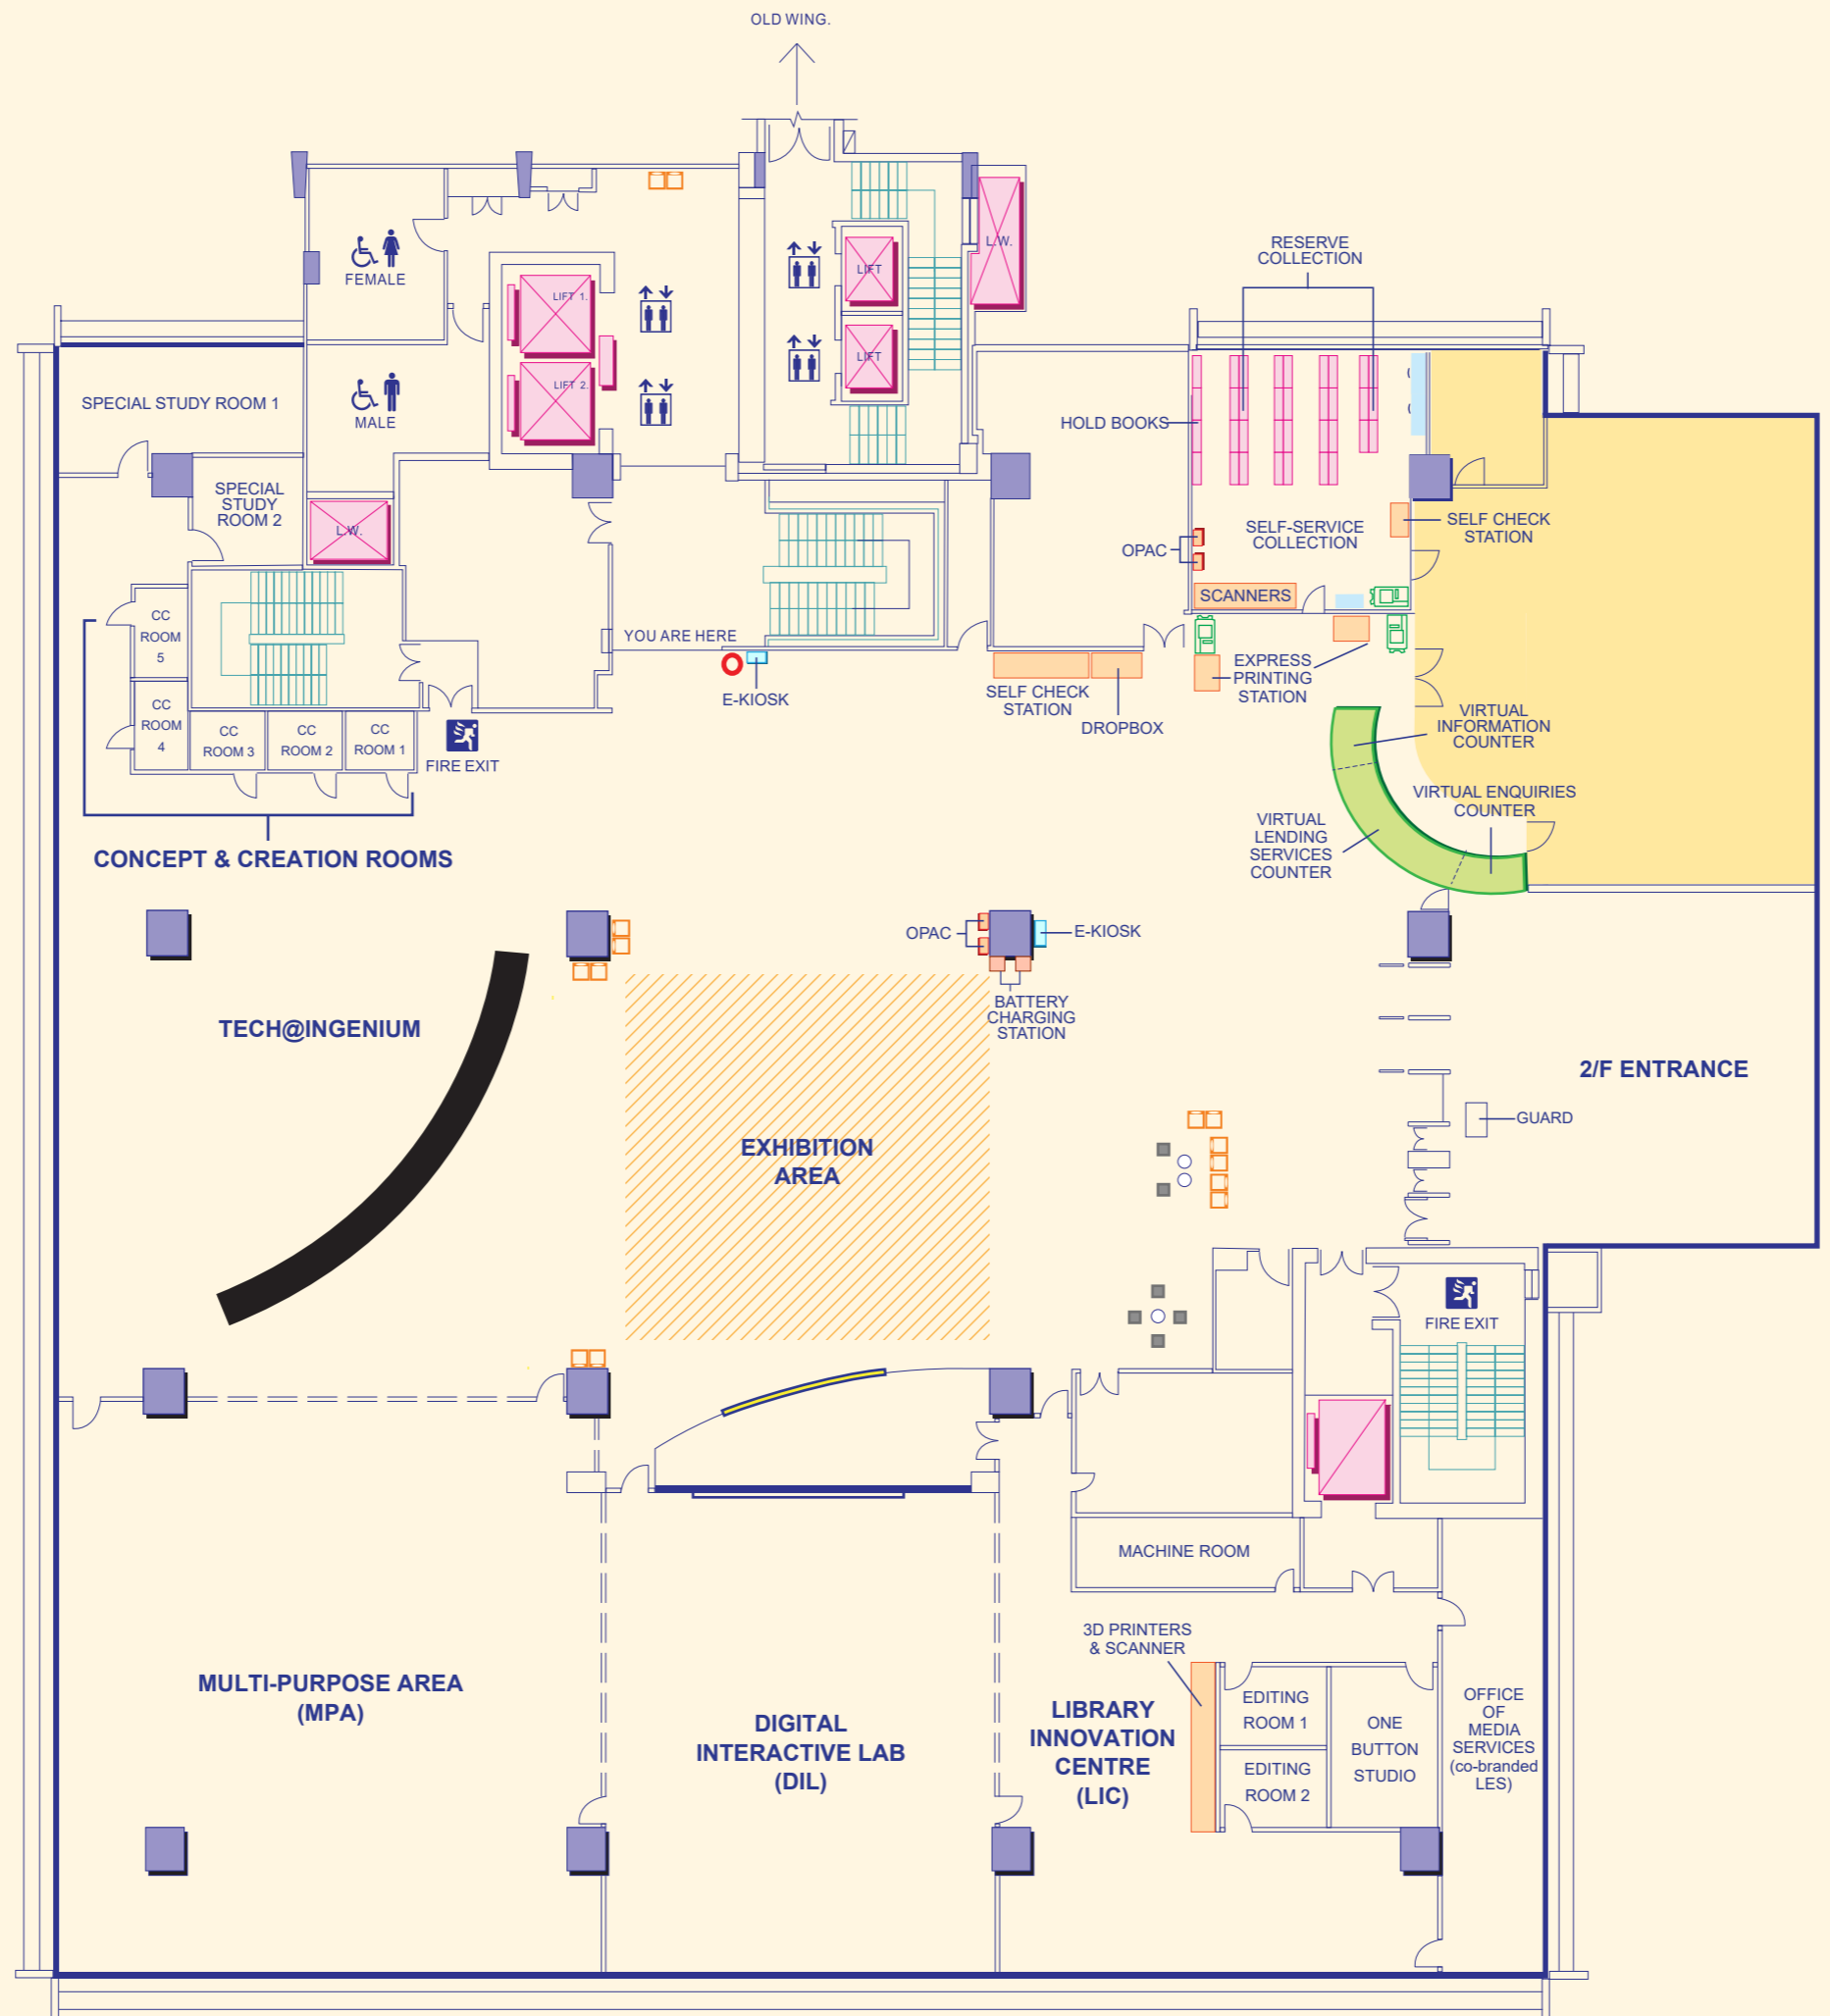 OLD WING.
FEMALE
LIFT 1.
LIFT
L.W.
RESERVE
COLLECTION
LIFT
LIFT 2.
SPECIAL STUDY ROOM 1
MALE
HOLD BOOKS
SPECIAL
STUDY
ROOM 2
L.W.
SELF-SERVICE
COLLECTION
SELF CHECK
STATION
OPAC
SCANNERS
CC
ROOM
5
YOU ARE HERE
E-KIOSK
SELF CHECK
STATION
DROPBOX
EXPRESS
PRINTING
STATION
CC
ROOM
4
CC
ROOM 3
CC
ROOM 2
CC
ROOM 1
FIRE EXIT
VIRTUAL
INFORMATION
COUNTER
VIRTUAL ENQUIRIES
COUNTER
VIRTUAL
LENDING
SERVICES
COUNTER
CONCEPT & CREATION ROOMS
OPAC
E-KIOSK
BATTERY
CHARGING
STATION
TECH@INGENIUM
2/F ENTRANCE
GUARD
EXHIBITION
AREA
FIRE EXIT
MACHINE ROOM
3D PRINTERS
& SCANNER
MULTI-PURPOSE AREA
(MPA)
DIGITAL
INTERACTIVE LAB
(DIL)
LIBRARY
INNOVATION
CENTRE
(LIC)
EDITING
ROOM 1
EDITING
ROOM 2
ONE
BUTTON
STUDIO
OFFICE
OF
MEDIA
SERVICES
(co-branded
LES)